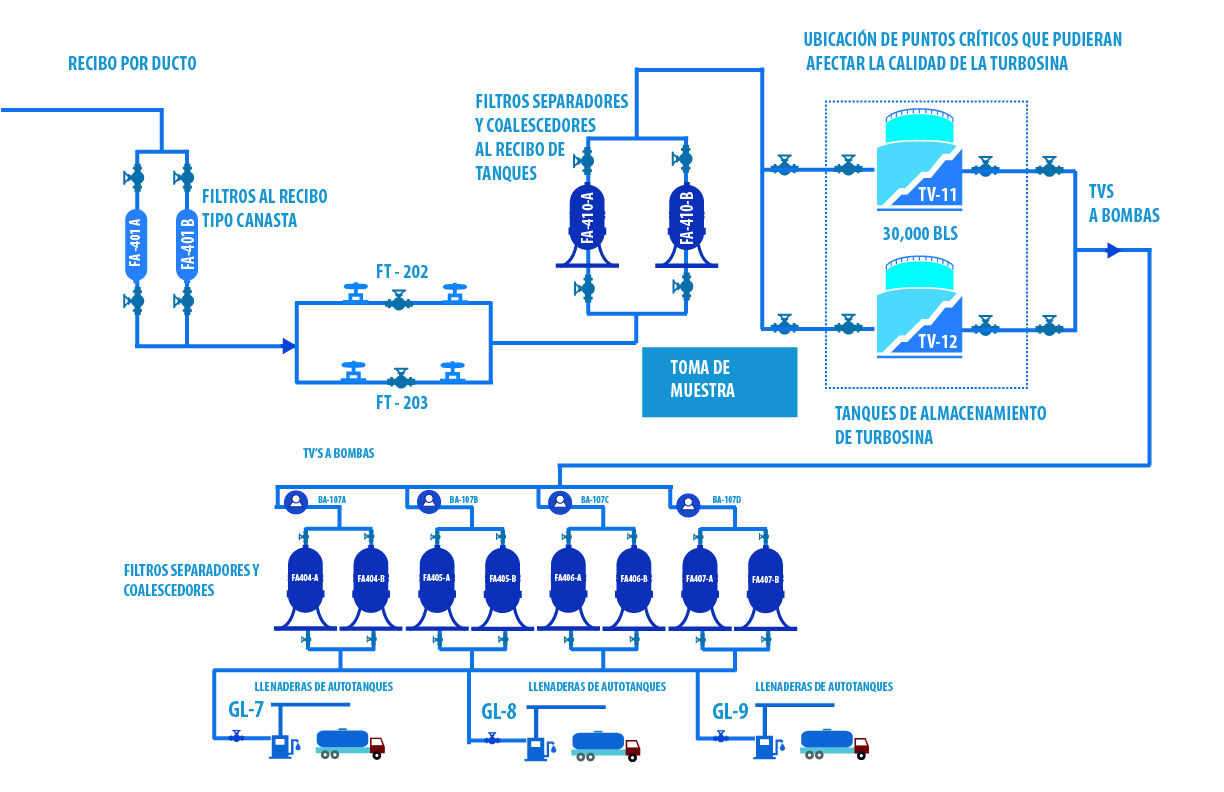 RECIBO POR DUCTO
UBICACIÓN DE PUNTOS CRÍTICOS QUE PUDIERAN
AFECTAR LA CALIDAD DE LA TURBOSINA
FILTROS SEPARADORES
Y COALESCEDORES
AL RECIBO DE
TANQUES
FILTROS AL RECIBO
TIPO CANASTA
FA -401 A
FA-401 B
FA-410-A
FA-410-B
TV-11
30,000 BLS
TV-12
TVS
A BOMBAS
FT - 202
FT - 203
TOMA DE
MUESTRA
TANQUES DE ALMACENAMIENTO
DE TURBOSINA
TV'S A BOMBAS
BA-107A
BA-107B
BA-107C
BA-107D
FILTROS SEPARADORES Y
COALESCEDORES
FA404-A
FA404-B
FA405-A
FA405-B
FA406-A
FA406-B
FA407-A
FA407-B
LLENADERAS DE AUTOTANQUES
LLENADERAS DE AUTOTANQUES
LLENADERAS DE AUTOTANQUES
GL-7
GL-8
GL-9